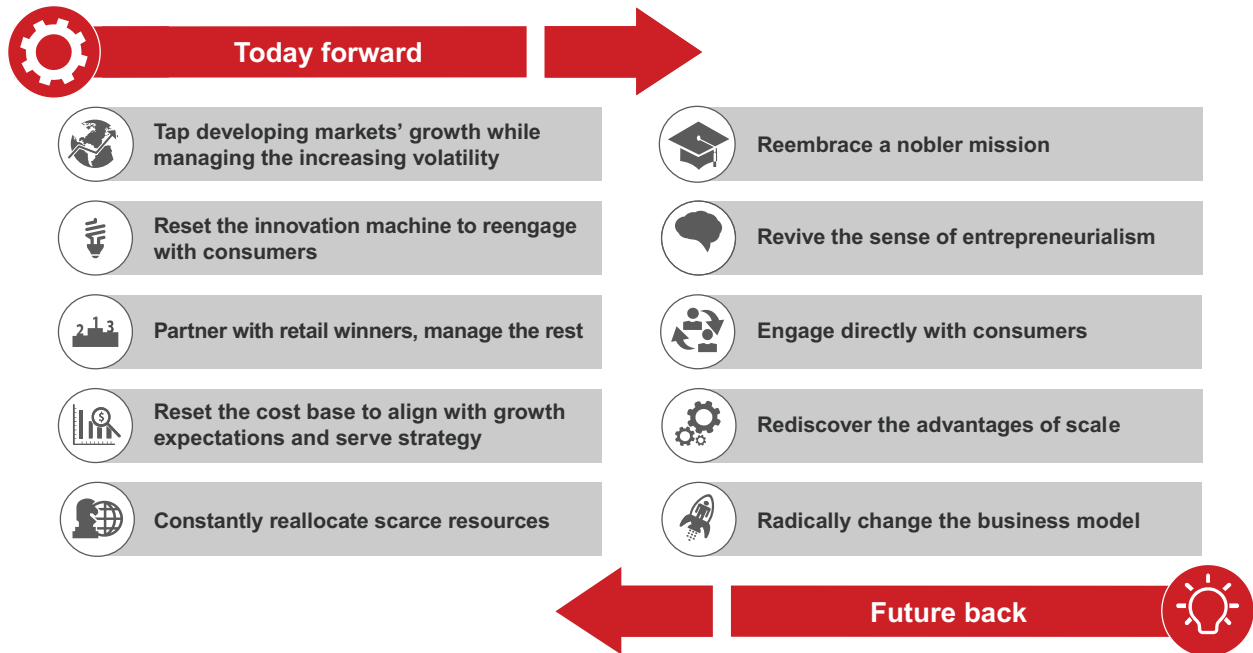 Today forward
Tap developing markets’ growth while
managing the increasing volatility
Reset the innovation machine to reengage
with consumers
2 1 3
Partner with retail winners, manage the rest
$
Reset the cost base to align with growth
expectations and serve strategy
Constantly reallocate scarce resources
Reembrace a nobler mission
Revive the sense of entrepreneurialism
Engage directly with consumers
Rediscover the advantages of scale
Radically change the business model
Future back